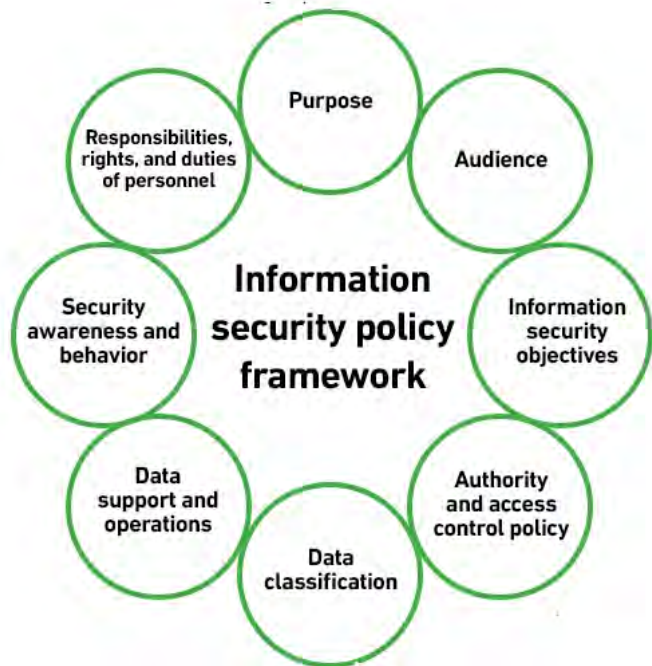 Purpose
Audience
Information
security
objectives
Authority
and access
control policy
Data
classification
Data
support and
operations
Security
awareness and
behavior
Responsibilities,
rights, and duties
of personnel
Information
security policy
framework